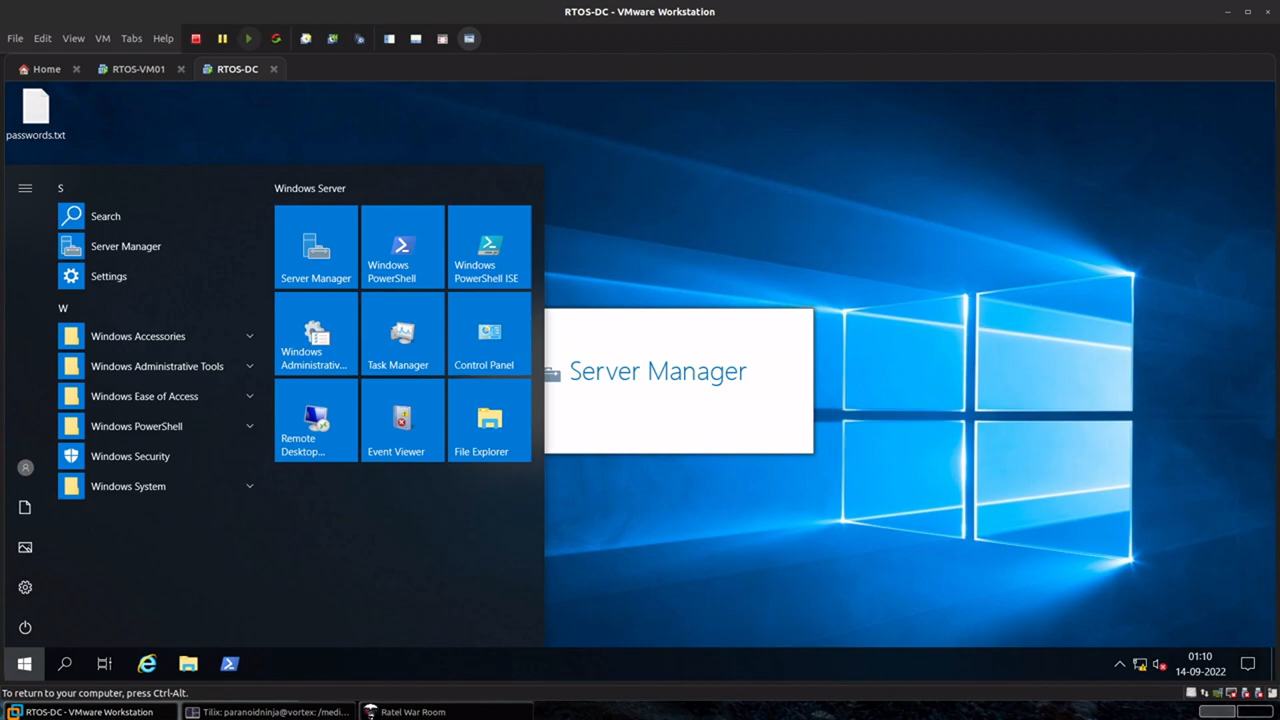 RTOS-DC - VMware Workstation
File Edit View VM Tabs Help
Home RTOS-VM01 RTOS-DC
passwords.txt
S
Search
Server Manager
Settings
W
Windows Accessories
Windows Administrative Tools
Windows Ease of Access
Windows PowerShell
Windows Security
Windows System
Windows Server
Server Manager
Windows
PowerShell
Windows
PowerShell ISE
Windows
Administrativ...
Task Manager
Control Panel
Remote
Desktop...
Event Viewer
File Explorer
Server Manager
01:10
14-09-2022
To return to your computer, press Ctrl-Alt.
RTOS-DC - VMware Workstation
Tilix: paranoidninja@vortex: /medi...
Ratel War Room